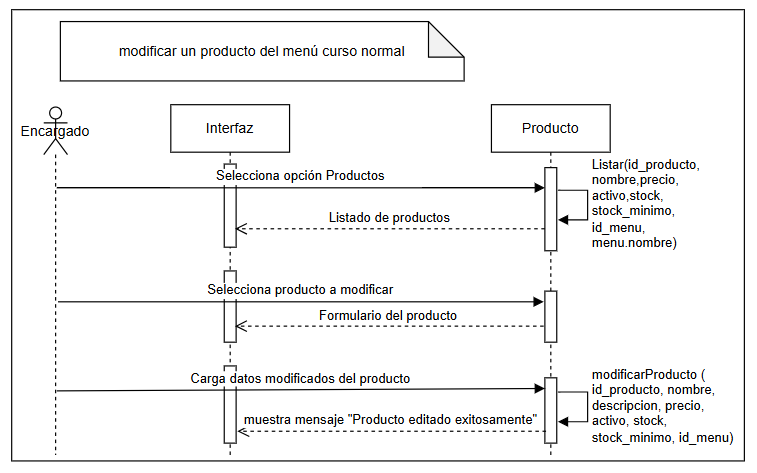 modificar un producto del menú curso normal
Encargado
Interfaz
Producto
Selecciona opción Productos
Listar(id_producto,
nombre,precio,
activo,stock,
stock_minimo,
id_menu,
menu.nombre)
Listado de productos
Selecciona producto a modificar
Formulario del producto
Carga datos modificados del producto
modificarProducto (
id_producto, nombre,
descripcion, precio,
activo, stock,
stock_minimo, id_menu)
muestra mensaje "Producto editado exitosamente"